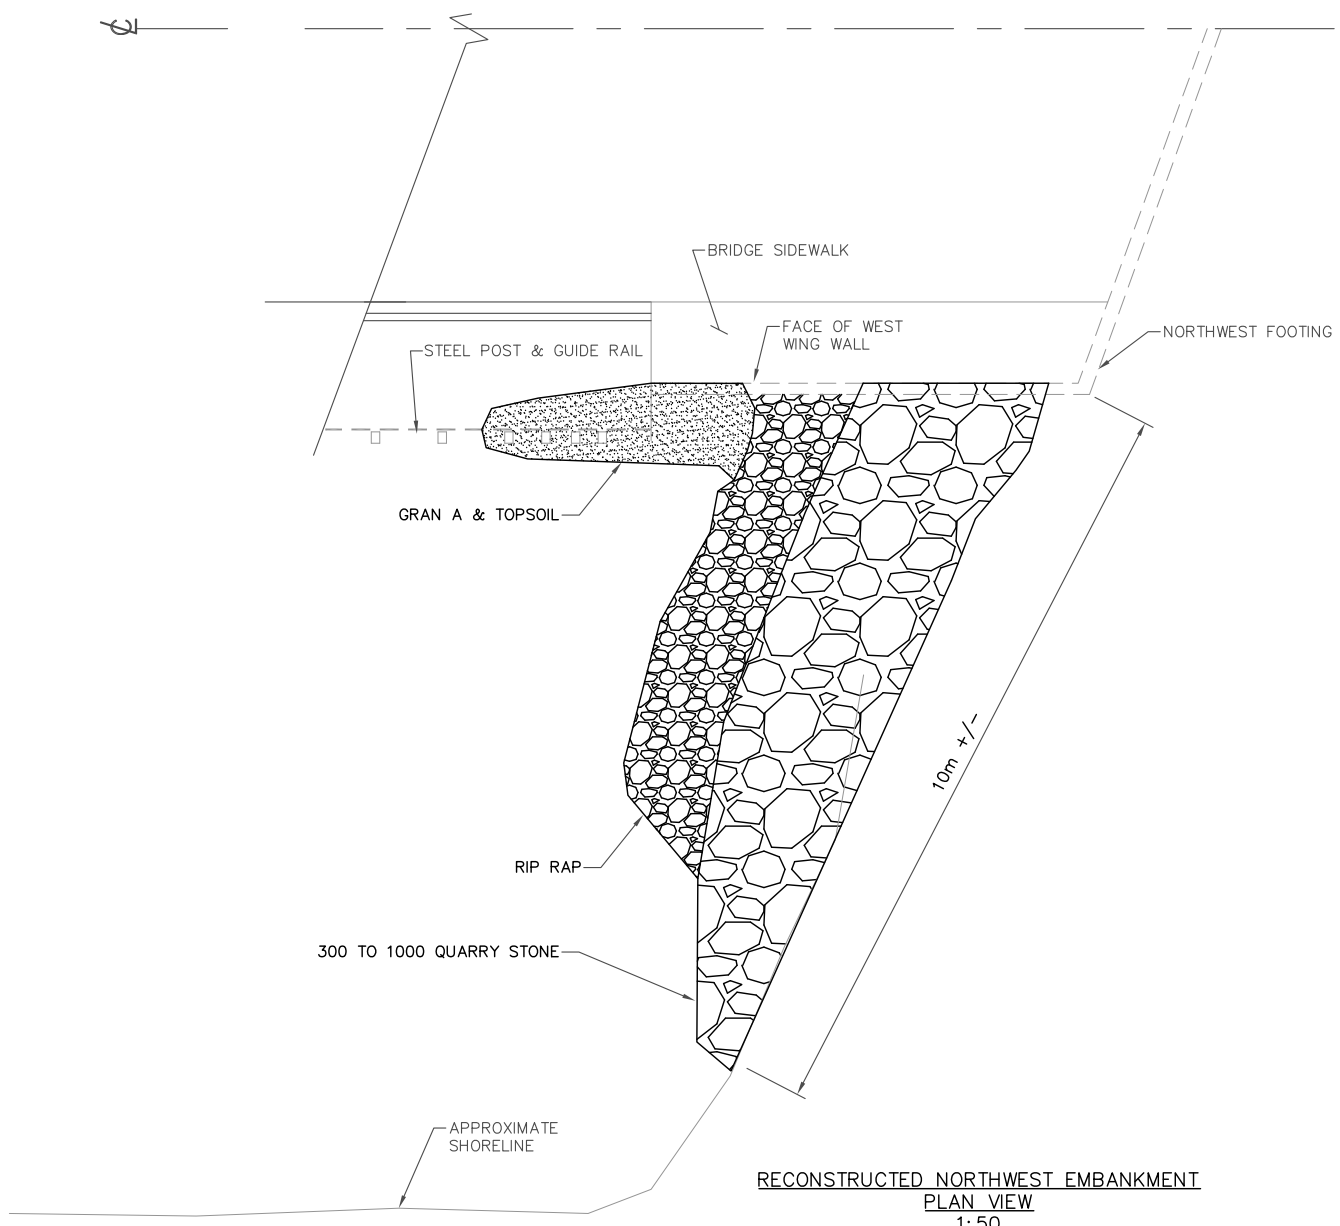 BRIDGE SIDEWALK
FACE OF WEST
WING WALL
NORTHWEST FOOTING
STEEL POST & GUIDE RAIL
GRAN A & TOPSOIL
10m +/-
RIP RAP
300 TO 1000 QUARRY STONE
APPROXIMATE
SHORELINE
RECONSTRUCTED NORTHWEST EMBANKMENT
PLAN VIEW
1:50